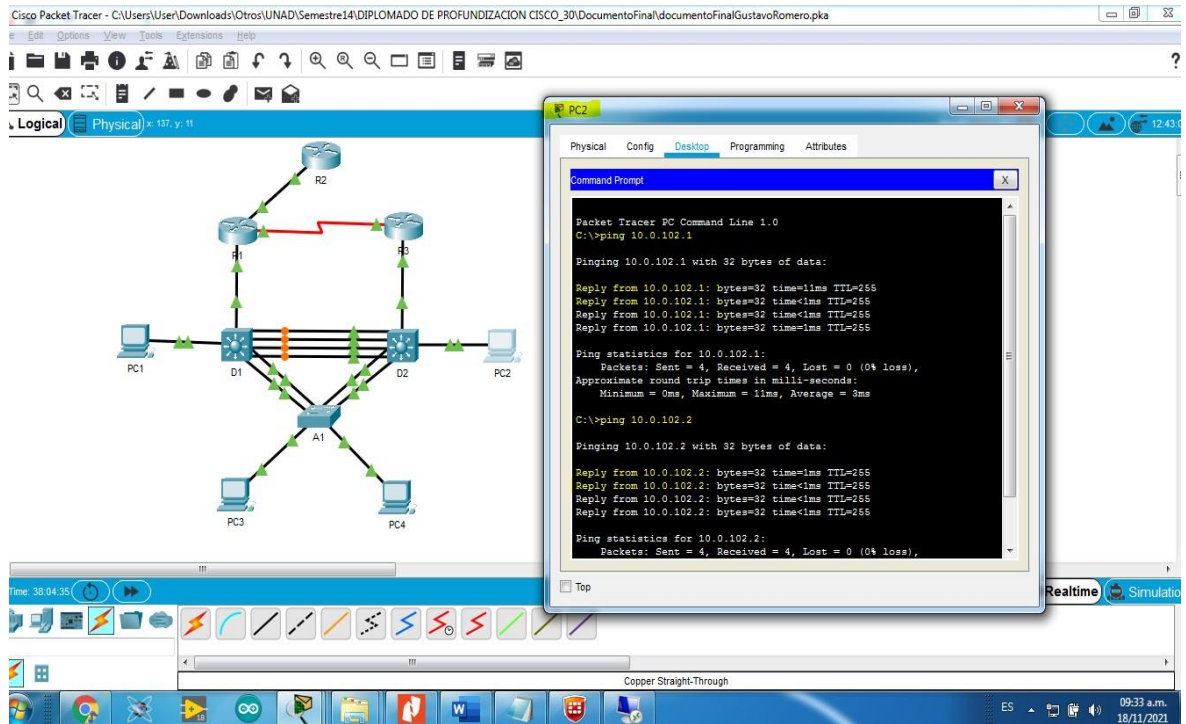 Cisco Packet Tracer - C:\Users\User\Downloads\Otros\UNAD\Semestre14\DIPLOMADO DE PROFUNDIZACION CISCO_30\DocumentoFinal\documentoFinalGustavoRomero.pka
Edit Options View Tools Extensions Help
?
Logical Physical x: 137, y: 11
12:43:0
R2
R1
R3
PC1
D1
D2
PC2
A1
PC3
PC4
PC2
Physical Config Desktop Programming Attributes
Command Prompt X
Packet Tracer PC Command Line 1.0
C:\>ping 10.0.102.1
Pinging 10.0.102.1 with 32 bytes of data:
Reply from 10.0.102.1: bytes=32 time=11ms TTL=255
Reply from 10.0.102.1: bytes=32 time<1ms TTL=255
Reply from 10.0.102.1: bytes=32 time<1ms TTL=255
Reply from 10.0.102.1: bytes=32 time=1ms TTL=255
Ping statistics for 10.0.102.1:
Packets: Sent = 4, Received = 4, Lost = 0 (0% loss),
Approximate round trip times in milli-seconds:
Minimum = 0ms, Maximum = 11ms, Average = 3ms
C:\>ping 10.0.102.2
Pinging 10.0.102.2 with 32 bytes of data:
Reply from 10.0.102.2: bytes=32 time=1ms TTL=255
Reply from 10.0.102.2: bytes=32 time<1ms TTL=255
Reply from 10.0.102.2: bytes=32 time<1ms TTL=255
Reply from 10.0.102.2: bytes=32 time<1ms TTL=255
Ping statistics for 10.0.102.2:
Packets: Sent = 4, Received = 4, Lost = 0 (0% loss),
Top
Time: 38:04:35
Realtime Simulatio
Copper Straight-Through
ES
09:33 a.m.
18/11/2021